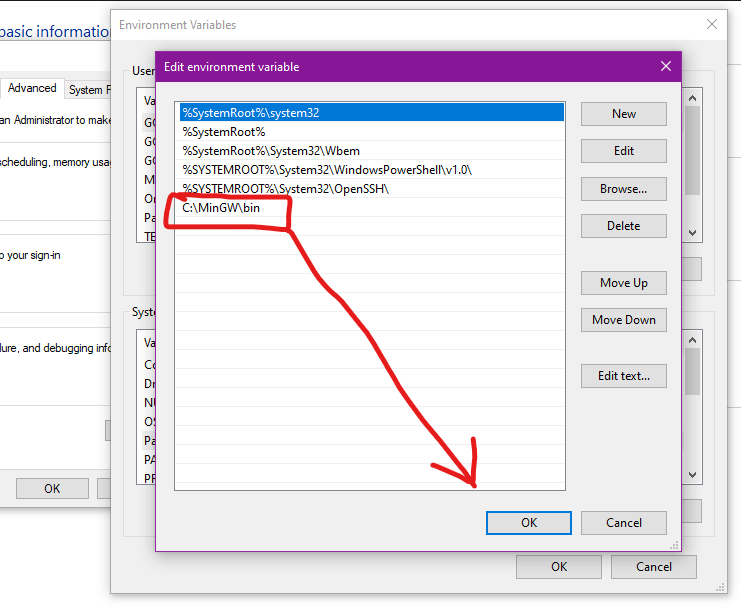 basic informatio
Environment Variables
Advanced
System P
an Administrator to make
scheduling, memory usag
o your sign-in
lure, and debugging info
OK
User
Va
GO
GO
GO
M
On
Pa
TE
Syste
Va
Co
Dr
NU
OS
Pa
PA
PR
Edit environment variable
%SystemRoot%\system32
%SystemRoot%
%SystemRoot%\System32\Wbem
%SYSTEMROOT%\System32\WindowsPowerShell\v1.0\
%SYSTEMROOT%\System32\OpenSSH\
C:\MinGW\bin
New
Edit
Browse...
Delete
Move Up
Move Down
Edit text...
OK
Cancel
OK
Cancel